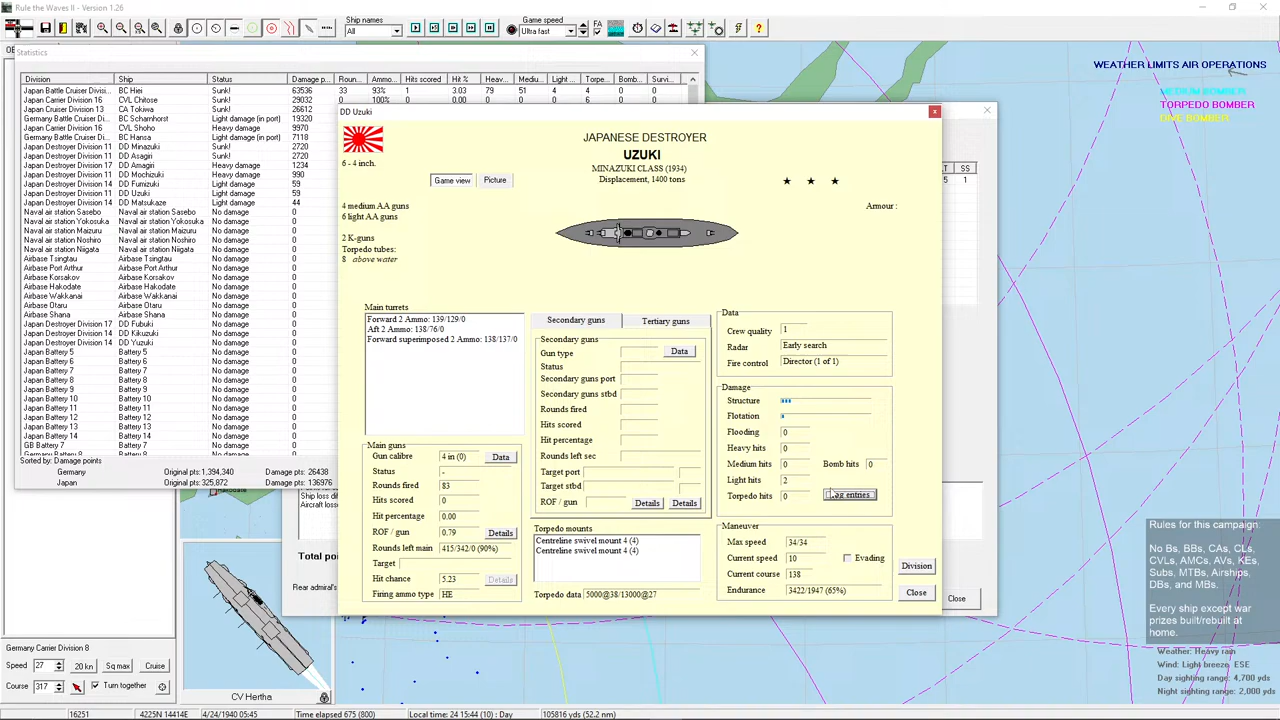 Rule the Waves II - Version 1.26
Ship names
All
Game speed
Ultra fast
FA
Statistics
Division Ship Status Damage p... Roun... Ammo... Hits scored Hit % Heav... Mediu... Light ... Torpe... Bomb... Survi...
Japan Battle Cruiser Divi... BC Hiei Sunk! 63536 33 93% 1 3.03 79 51 4 4
Japan Carrier Division 16 CVL Chitose Sunk! 29032 0 100% 6
Japan Cruiser Division 13 CA Tokiwa Sunk! 26612
Germany Battle Cruiser Di... BC Scharnhorst Light damage (in port) 19320
Japan Carrier Division 16 CVL Shoho Heavy damage 9970
Germany Battle Cruiser Di... BC Hansa Light damage (in port) 7118
Japan Destroyer Division 11 DD Minazuki Sunk! 2720
Japan Destroyer Division 11 DD Asagiri Sunk! 2720
Japan Destroyer Division 17 DD Amagiri Heavy damage 1234
Japan Destroyer Division 11 DD Mochizuki Heavy damage 990
Japan Destroyer Division 14 DD Fumizuki Light damage 59
Japan Destroyer Division 14 DD Uzuki Light damage 59
Japan Destroyer Division 14 DD Matsukaze Light damage 44
Naval air station Sasebo Naval air station Sasebo No damage 0
Naval air station Yokosuka Naval air station Yokosuka No damage 0
Naval air station Maizuru Naval air station Maizuru No damage 0
Naval air station Noshiro Naval air station Noshiro No damage 0
Naval air station Niigata Naval air station Niigata No damage 0
Airbase Tsingtau Airbase Tsingtau No damage 0
Airbase Port Arthur Airbase Port Arthur No damage 0
Airbase Korsakov Airbase Korsakov No damage 0
Airbase Hakodate Airbase Hakodate No damage 0
Airbase Wakkanai Airbase Wakkanai No damage 0
Airbase Otaru Airbase Otaru No damage 0
Airbase Shana Airbase Shana No damage 0
Japan Destroyer Division 17 DD Fubuki No damage 0
Japan Destroyer Division 14 DD Kikuzuki No damage 0
Japan Destroyer Division 14 DD Yuzuki No damage 0
Japan Battery 5 Japan Battery 5 No damage 0
Japan Battery 6 Japan Battery 6 No damage 0
Japan Battery 7 Japan Battery 7 No damage 0
Japan Battery 8 Japan Battery 8 No damage 0
Japan Battery 9 Japan Battery 9 No damage 0
Japan Battery 10 Japan Battery 10 No damage 0
Japan Battery 11 Japan Battery 11 No damage 0
Japan Battery 12 Japan Battery 12 No damage 0
Japan Battery 13 Japan Battery 13 No damage 0
Japan Battery 14 Japan Battery 14 No damage 0
GB Battery 7 GB Battery 7 No damage 0
Sorted by: Damage points
Germany Original pts: 1,394,340 Damage pts: 26438
Japan Original pts: 325,872 Damage pts: 136976
DD Uzuki
JAPANESE DESTROYER
UZUKI
MINAZUKI CLASS (1934)
Displacement, 1400 tons
★ ★ ★
6 - 4 inch.
Game view
Picture
4 medium AA guns
6 light AA guns
Armour :
2 K-guns
Torpedo tubes:
8 above water
Main turrets
Forward 2 Ammo: 139/129/0
Aft 2 Ammo: 138/76/0
Forward superimposed 2 Ammo: 138/137/0
Main guns
Gun calibre 4 in (0) Data
Status -
Rounds fired 83
Hits scored 0
Hit percentage 0.00
ROF / gun 0.79 Details
Rounds left main 415/342/0 (90%)
Target
Hit chance 5.23 Details
Firing ammo type HE
Secondary guns Tertiary guns
Secondary guns
Gun type Data
Status
Secondary guns port
Secondary guns stbd
Rounds fired
Hits scored
Hit percentage
Rounds left sec
Target port
Target stbd
ROF / gun Details Details
Torpedo mounts
Centreline swivel mount 4 (4)
Centreline swivel mount 4 (4)
Torpedo data 5000@38/13000@27
Data
Crew quality 1
Radar Early search
Fire control Director (1 of 1)
Damage
Structure
Flotation
Flooding 0
Heavy hits 0
Medium hits 0 Bomb hits 0
Light hits 2
Torpedo hits 0 Log entries
Maneuver
Max speed 34/34
Current speed 10 Evading
Current course 138
Endurance 3422/1947 (65%)
Division
Close
T SS
5 1
Close
Hakodate
Ship loss di
Aircraft loss
Total poi
Rear admiral's
WEATHER LIMITS AIR OPERATIONS
MEDIUM BOMBER
TORPEDO BOMBER
DIVE BOMBER
Rules for this campaign:
No Bs, BBs, CAs, CLs,
CVLs, AMCs, AVs, KEs,
Subs, MTBs, Airships,
DBs, and MBs.
Every ship except war
prizes built/rebuilt at
home.
Weather: Heavy rain
Wind: Light breeze ESE
Day sighting range: 4,700 yds
Night sighting range: 2,000 yds
Germany Carrier Division 8
Speed 27 20 kn Sq max Cruise
Course 317 Turn together
CV Hertha
16251 4225N 14414E 4/24/1940 05:45 Time elapsed 675 (800) Local time: 24 15:44 (10) : Day 105816 yds (52.2 nm)